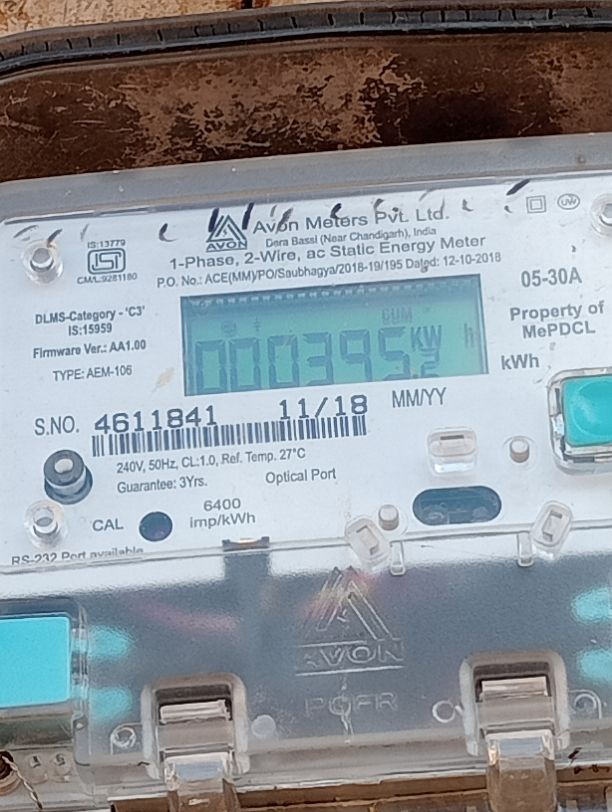 Avon Meters Pvt. Ltd.
AVON
Dera Bassi (Near Chandigarh), India
1-Phase, 2-Wire, ac Static Energy Meter
P.O. No.: ACE(MM)/PO/Saubhagya/2018-19/195 Dated: 12-10-2018
IS:13779
CM/L:9281180
DLMS-Category - 'C3'
IS:15959
Firmware Ver.: AA1.00
TYPE: AEM-106
CUM
000395.2 KW h
kWh
05-30A
Property of
MePDCL
S.NO. 4611841 11/18 MM/YY
240V, 50Hz, CL:1.0, Ref. Temp. 27°C
Guarantee: 3Yrs. Optical Port
CAL
6400
imp/kWh
RS-232 Port available
AVON